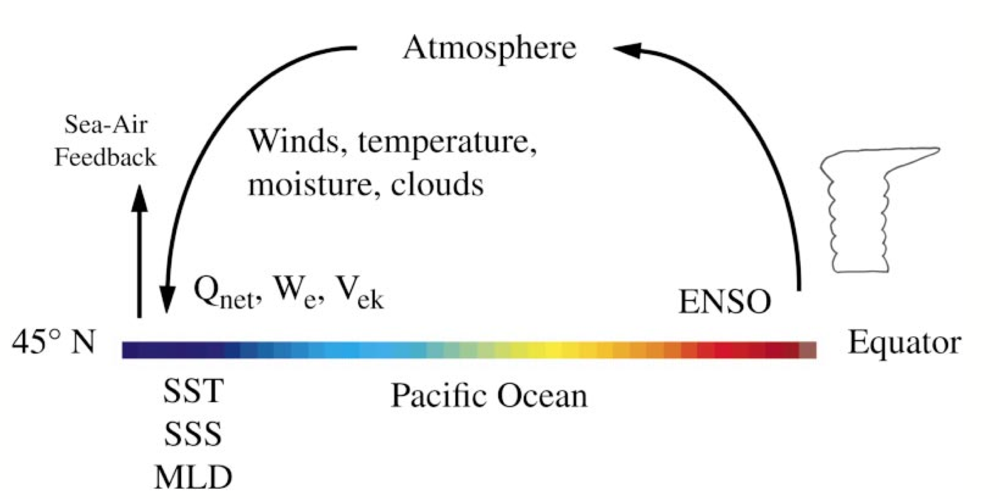 Atmosphere
Sea-Air
Feedback
Winds, temperature,
moisture, clouds
Qnet, We, Vek
ENSO
45° N
Equator
SST
Pacific Ocean
SSS
MLD